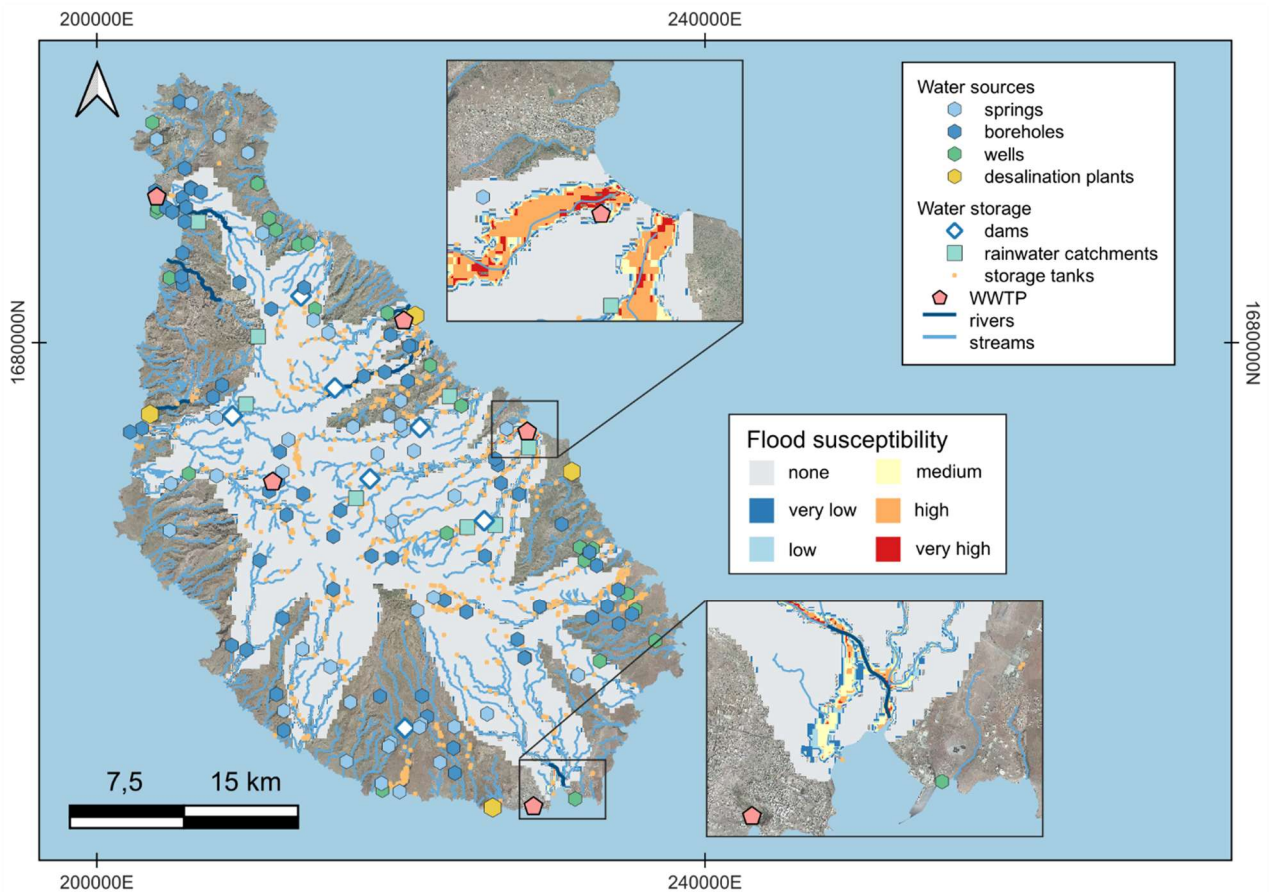 200000E
240000E
Water sources
springs
boreholes
wells
desalination plants
Water storage
dams
rainwater catchments
storage tanks
WWTP
rivers
streams
1680000N
1680000N
Flood susceptibility
none
medium
very low
high
low
very high
7,5
15 km
200000E
240000E